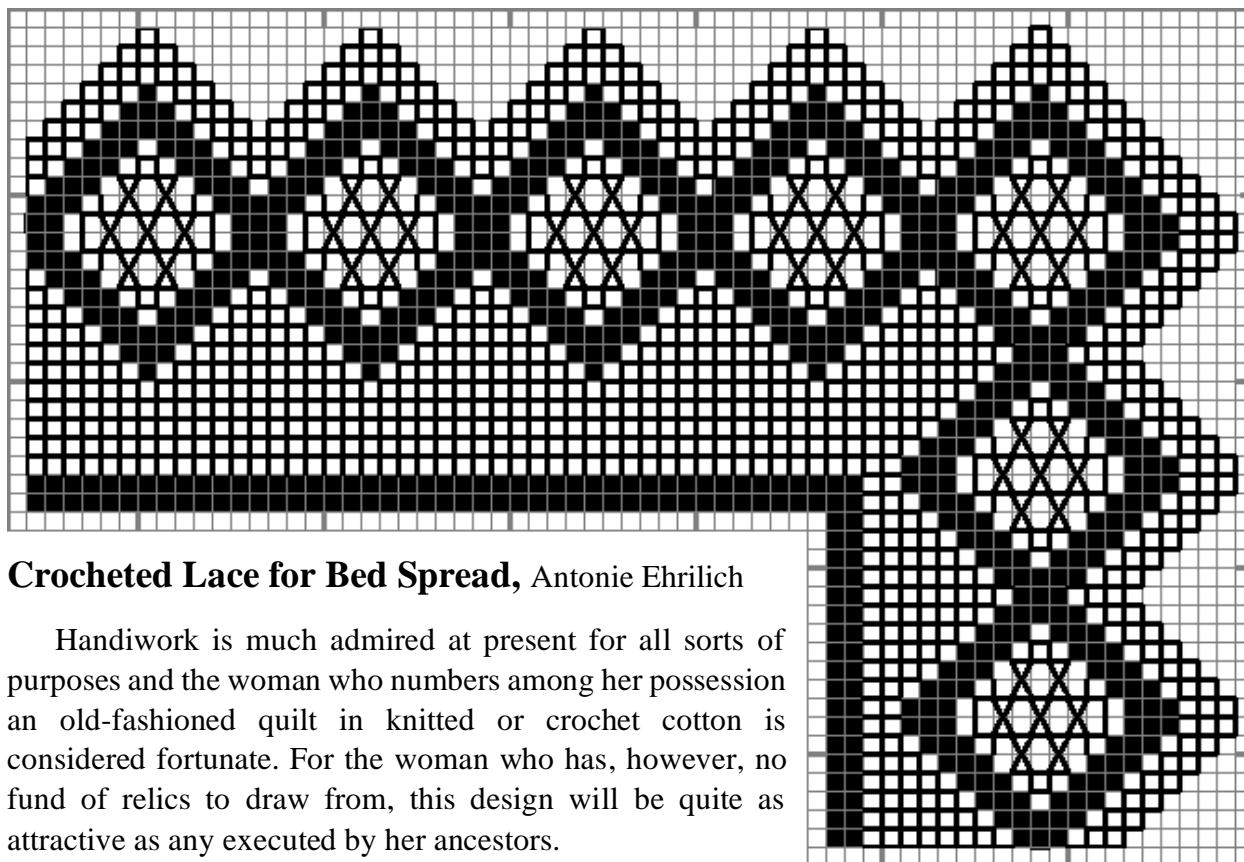 Crocheted Lace for Bed Spread, Antonie Ehrilich
Handiwork is much admired at present for all sorts of
purposes and the woman who numbers among her possession
an old-fashioned quilt in knitted or crochet cotton is
considered fortunate. For the woman who has, however, no
fund of relics to draw from, this design will be quite as
attractive as any executed by her ancestors.